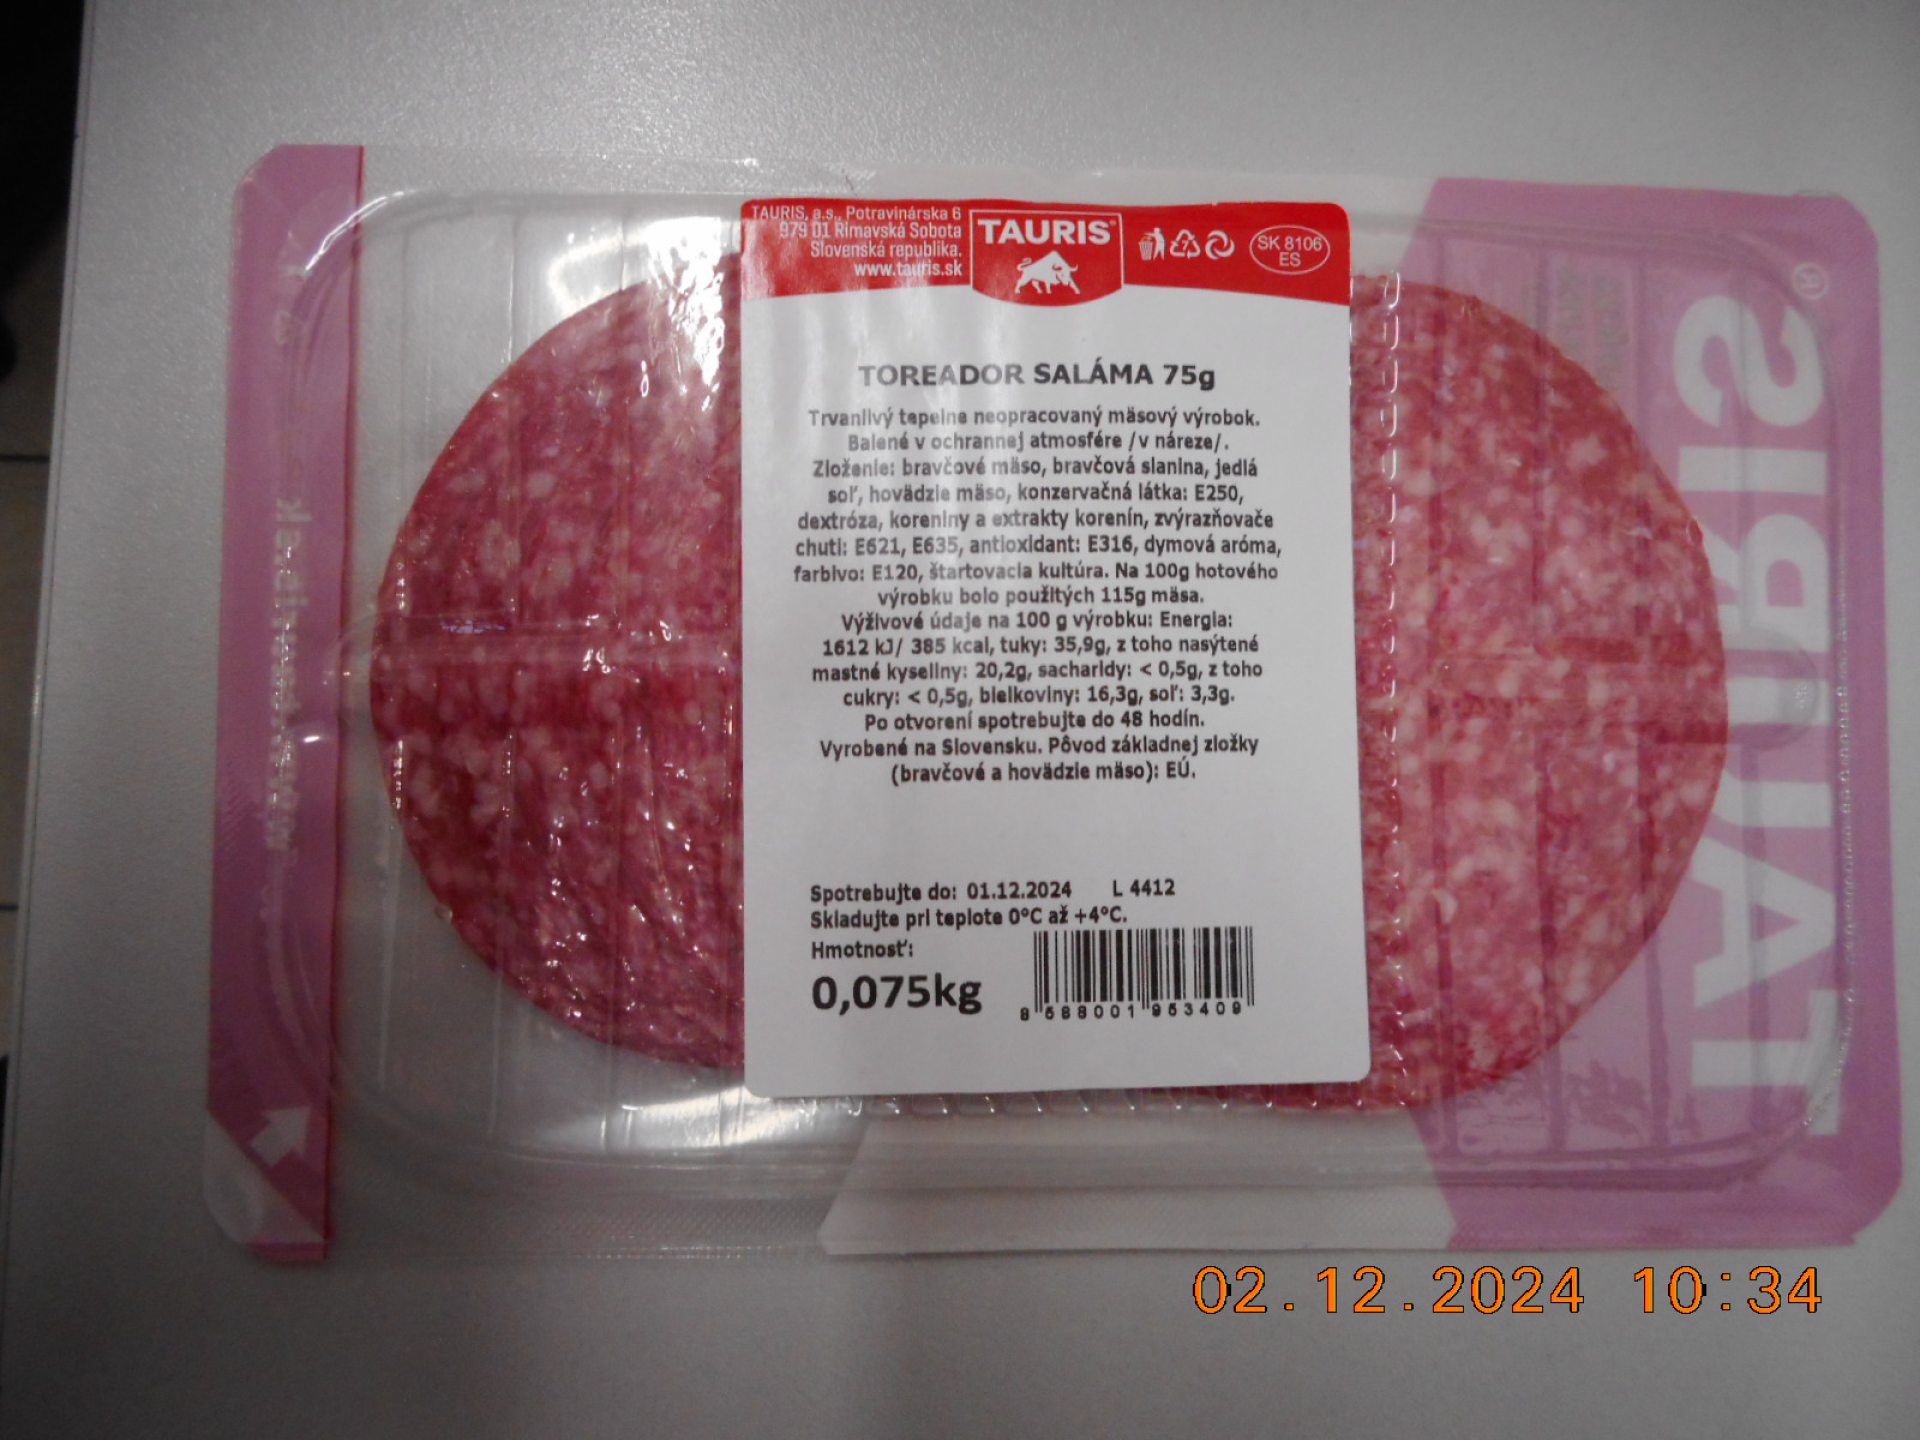 TAURIS, a.s., Potravinárska 6
979 01 Rimavská Sobota
Slovenská republika.
www.tauris.sk
TAURIS®
7
SK 8106
ES
TOREADOR SALÁMA 75g
Trvanlivý tepelne neopracovaný mäsový výrobok.
Balené v ochrannej atmosfére /v náreze/.
Zloženie: bravčové mäso, bravčová slanina, jedlá
soľ, hovädzie mäso, konzervačná látka: E250,
dextróza, koreniny a extrakty korenín, zvýrazňovače
chuti: E621, E635, antioxidant: E316, dymová aróma,
farbivo: E120, štartovacia kultúra. Na 100g hotového
výrobku bolo použitých 115g mäsa.
Výživové údaje na 100 g výrobku: Energia:
1612 kJ/ 385 kcal, tuky: 35,9g, z toho nasýtené
mastné kyseliny: 20,2g, sacharidy: < 0,5g, z toho
cukry: < 0,5g, bielkoviny: 16,3g, soľ: 3,3g.
Po otvorení spotrebujte do 48 hodín.
Vyrobené na Slovensku. Pôvod základnej zložky
(bravčové a hovädzie mäso): EÚ.
Spotrebujte do: 01.12.2024 L 4412
Skladujte pri teplote 0°C až +4°C.
Hmotnosť:
0,075kg
8 588001 953409
TAURIS®
02.12.2024 10:34